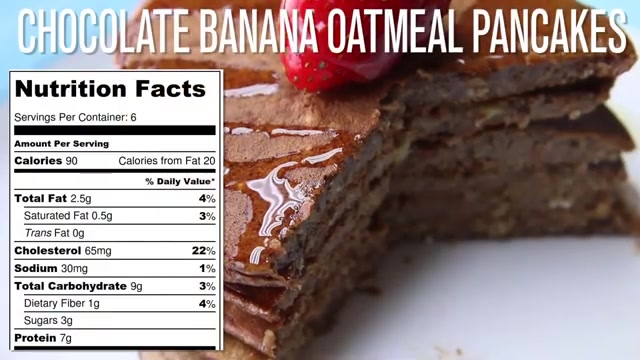 CHOCOLATE BANANA OATMEAL PANCAKES
Nutrition Facts
Servings Per Container: 6
Amount Per Serving
Calories 90 Calories from Fat 20
% Daily Value*
Total Fat 2.5g 4%
Saturated Fat 0.5g 3%
Trans Fat 0g
Cholesterol 65mg 22%
Sodium 30mg 1%
Total Carbohydrate 9g 3%
Dietary Fiber 1g 4%
Sugars 3g
Protein 7g